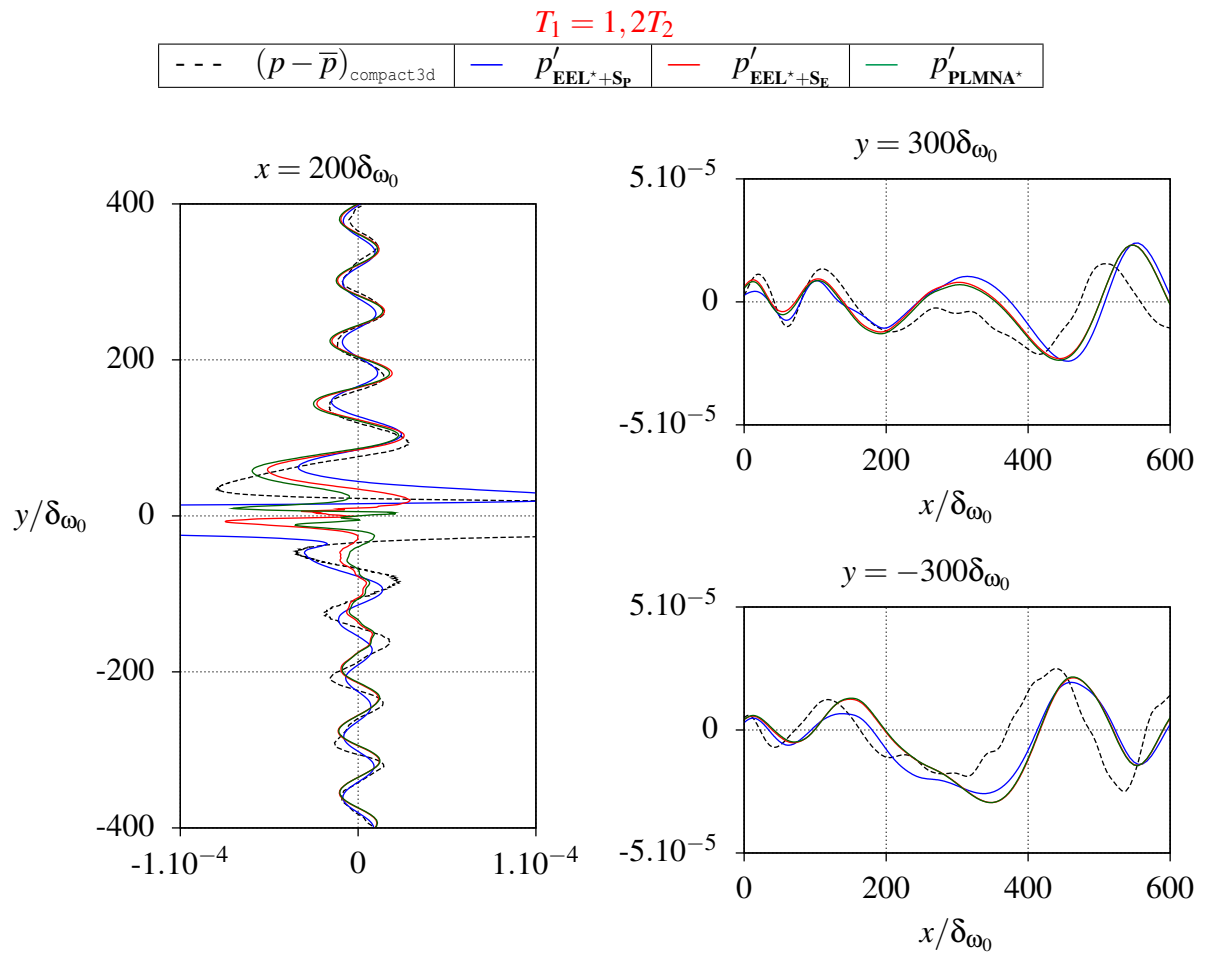 T₁ = 1, 2T₂
(p − p̅)compact3d p′EEL⋆+SP p′EEL⋆+SE p′PLMNA⋆
x = 200δω₀
400
200
0
-200
-400
y/δω₀
-1.10⁻⁴ 0 1.10⁻⁴
y = 300δω₀
5.10⁻⁵
0
-5.10⁻⁵
0 200 400 600
x/δω₀
y = −300δω₀
5.10⁻⁵
0
-5.10⁻⁵
0 200 400 600
x/δω₀